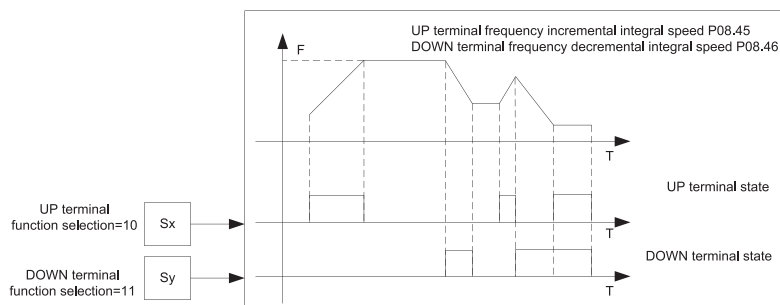 UP terminal frequency incremental integral speed P08.45
DOWN terminal frequency decremental integral speed P08.46
F
T
UP terminal state
UP terminal
function selection=10
Sx
T
DOWN terminal state
DOWN terminal
function selection=11
Sy
T